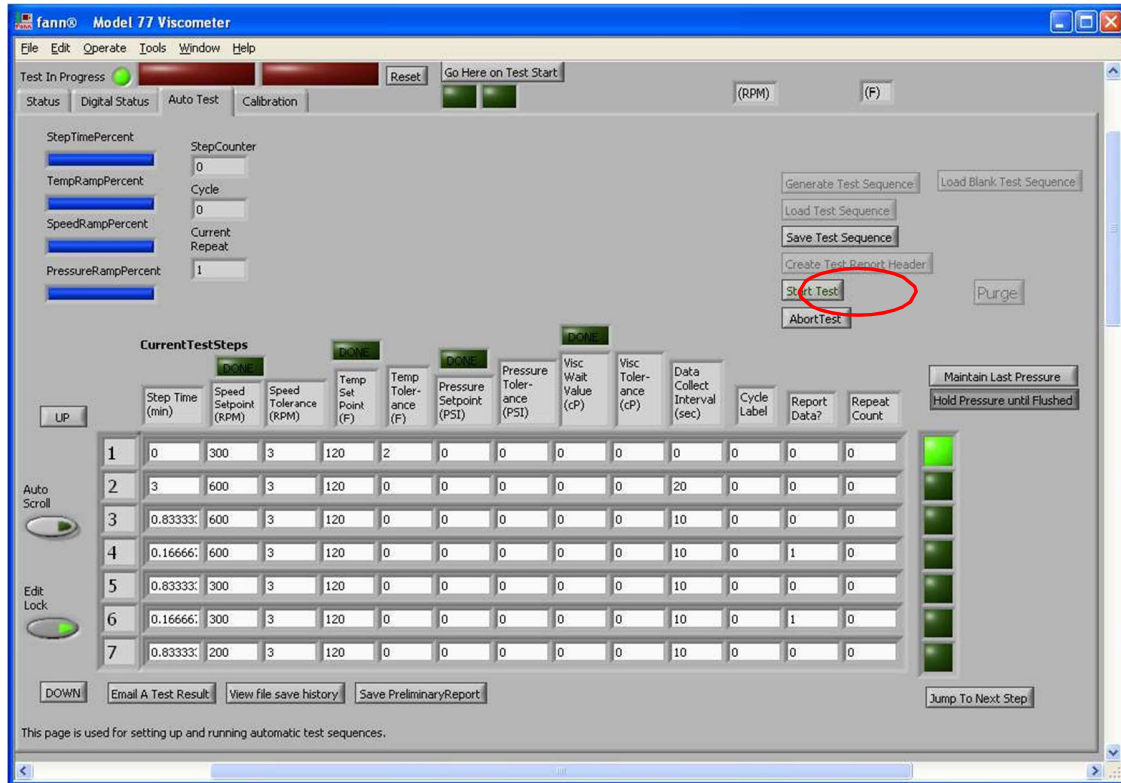 fann® Model 77 Viscometer
File Edit Operate Tools Window Help
Test In Progress Reset Go Here on Test Start
Status Digital Status Auto Test Calibration (RPM) (F)
StepTimePercent
StepCounter
0
TempRampPercent
Cycle
0
SpeedRampPercent
Current
Repeat
1
PressureRampPercent
Generate Test Sequence Load Blank Test Sequence
Load Test Sequence
Save Test Sequence
Create Test Report Header
Start Test Purge
AbortTest
CurrentTestSteps
DONE DONE DONE DONE
Step Time
(min)
Speed
Setpoint
(RPM)
Speed
Tolerance
(RPM)
Temp
Set
Point
(F)
Temp
Toler-
ance
(F)
Pressure
Setpoint
(PSI)
Pressure
Toler-
ance
(PSI)
Visc
Wait
Value
(cP)
Visc
Toler-
ance
(cP)
Data
Collect
Interval
(sec)
Cycle
Label
Report
Data?
Repeat
Count
Maintain Last Pressure
Hold Pressure until Flushed
UP
1 0 300 3 120 2 0 0 0 0 0 0 0 0
2 3 600 3 120 0 0 0 0 0 20 0 0 0
Auto
Scroll
3 0.83333 600 3 120 0 0 0 0 0 10 0 0 0
4 0.16666 600 3 120 0 0 0 0 0 10 0 1 0
5 0.83333 300 3 120 0 0 0 0 0 10 0 0 0
Edit
Lock
6 0.16666 300 3 120 0 0 0 0 0 10 0 1 0
7 0.83333 200 3 120 0 0 0 0 0 10 0 0 0
DOWN Email A Test Result View file save history Save PreliminaryReport Jump To Next Step
This page is used for setting up and running automatic test sequences.